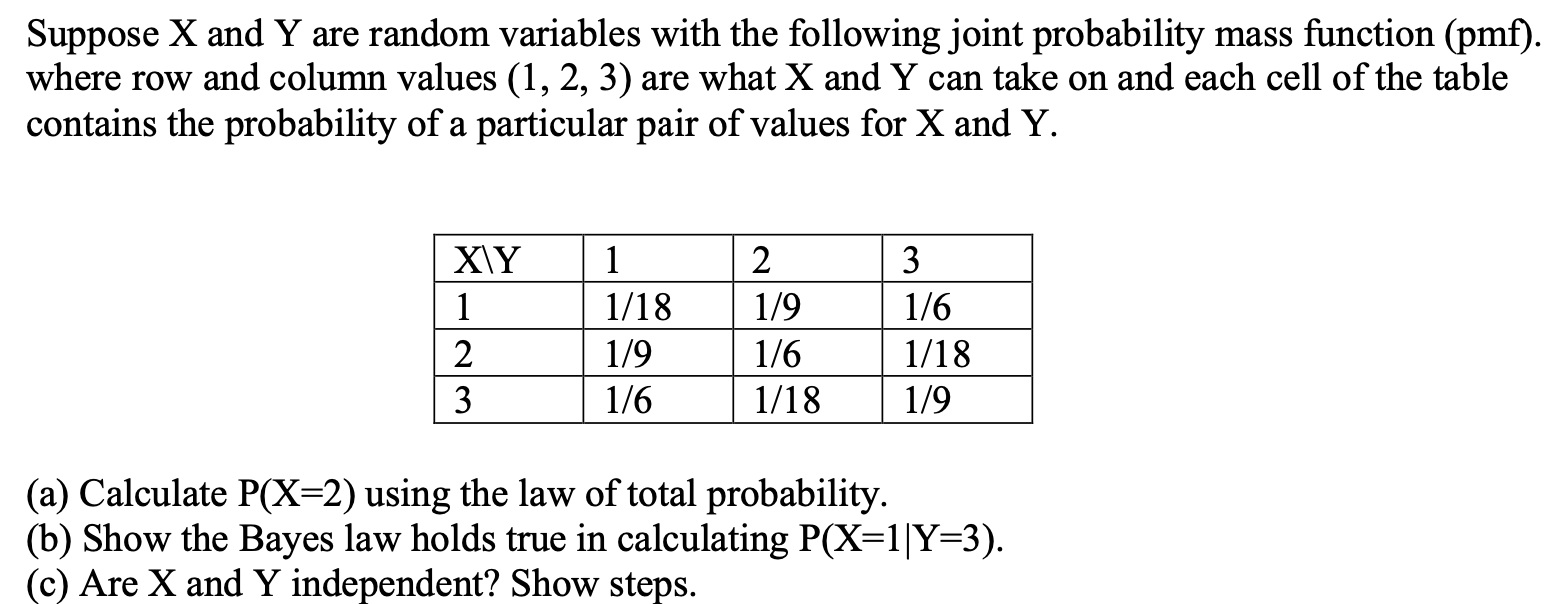 Suppose X and Y are random variables with the following joint probability mass function (pmf).
where row and column values (1, 2, 3) are what X and Y can take on and each cell of the table
contains the probability of a particular pair of values for X and Y.
X\Y 1 2 3
1 1/18 1/9 1/6
2 1/9 1/6 1/18
3 1/6 1/18 1/9
(a) Calculate P(X=2) using the law of total probability.
(b) Show the Bayes law holds true in calculating P(X=1|Y=3).
(c) Are X and Y independent? Show steps.